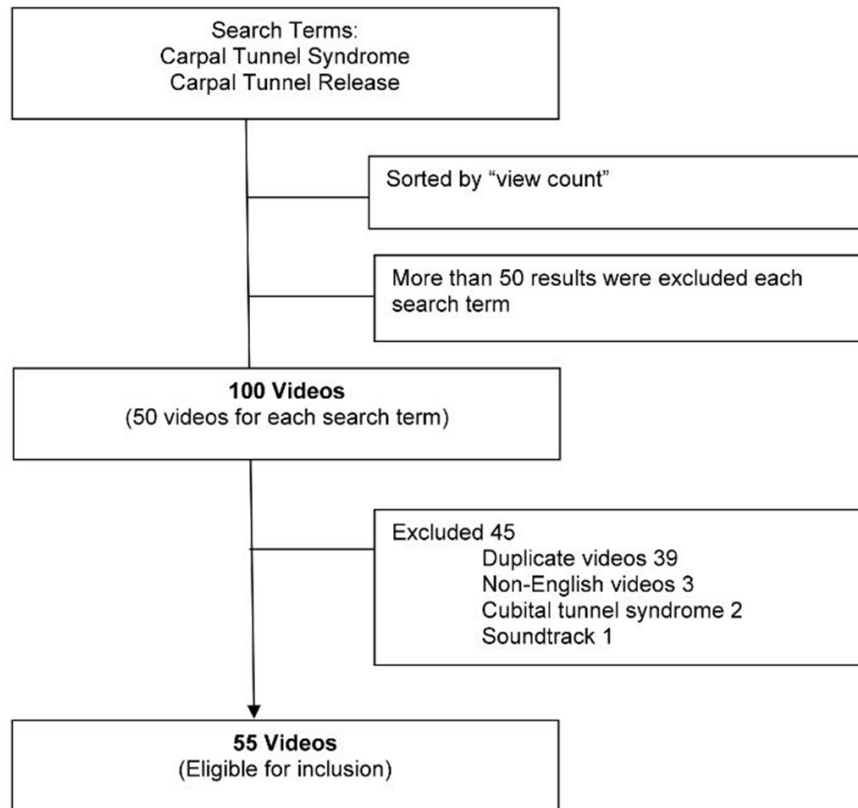 Search Terms:
Carpal Tunnel Syndrome
Carpal Tunnel Release
Sorted by “view count”
More than 50 results were excluded each
search term
100 Videos
(50 videos for each search term)
Excluded 45
Duplicate videos 39
Non-English videos 3
Cubital tunnel syndrome 2
Soundtrack 1
55 Videos
(Eligible for inclusion)